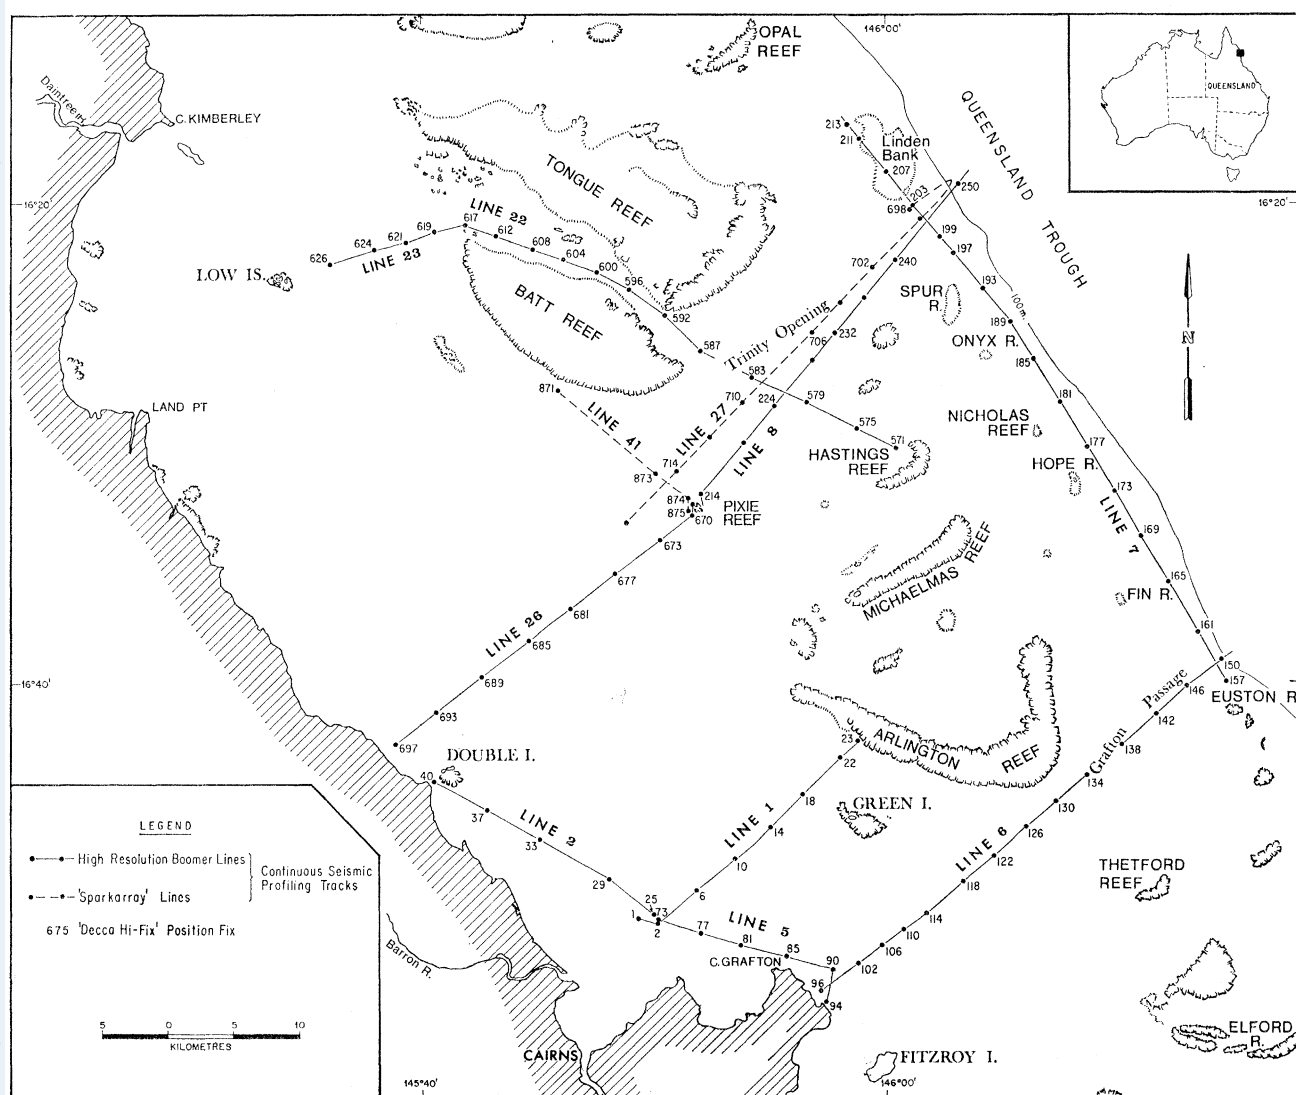 OPAL
REEF
146°00'
QUEENSLAND
QUEENSLAND TROUGH
Daintree R.
C. KIMBERLEY
213
211
Linden
Bank
207
203
698
250
TONGUE REEF
16°20'
16°20'
LINE 22
617
612
619
621
624
626
LINE 23
608
604
600
596
592
587
199
197
193
189
185
181
177
173
169
165
161
150
157
LOW IS.
BATT REEF
702
240
SPUR
R.
100m.
N
ONYX R.
Trinity Opening
706
232
583
579
575
571
871
710
224
LINE 41
LINE 27
LINE 8
LAND PT
NICHOLAS
REEF
HASTINGS
REEF
HOPE R.
714
873
874
214
875
670
PIXIE
REEF
LINE 7
673
677
681
685
689
693
697
LINE 26
MICHAELMAS REEF
FIN R.
16°40'
Grafton Passage
146
142
138
134
130
126
122
118
114
110
106
102
EUSTON R
DOUBLE I.
40
37
33
29
25
LINE 2
23
22
18
14
10
6
LINE 1
ARLINGTON REEF
GREEN I.
LINE 6
THETFORD
REEF
1
73
2
77
81
85
90
96
94
LINE 5
C. GRAFTON
Barron R.
CAIRNS
FITZROY I.
ELFORD
R.
145°40'
146°00'
LEGEND
High Resolution Boomer Lines
'Sparkarray' Lines
Continuous Seismic
Profiling Tracks
675 'Decca Hi-Fix' Position Fix
5 0 5 10
KILOMETRES